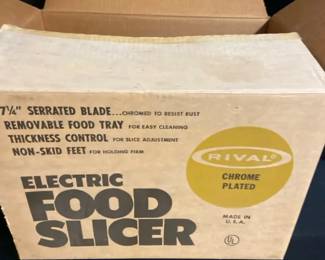 7¼" SERRATED BLADE...CHROMED TO RESIST RUST
REMOVABLE FOOD TRAY FOR EASY CLEANING
THICKNESS CONTROL FOR SLICE ADJUSTMENT
NON-SKID FEET FOR HOLDING FIRM
RIVAL®
CHROME
PLATED
ELECTRIC
FOOD
SLICER
MADE IN
U.S.A.
UL